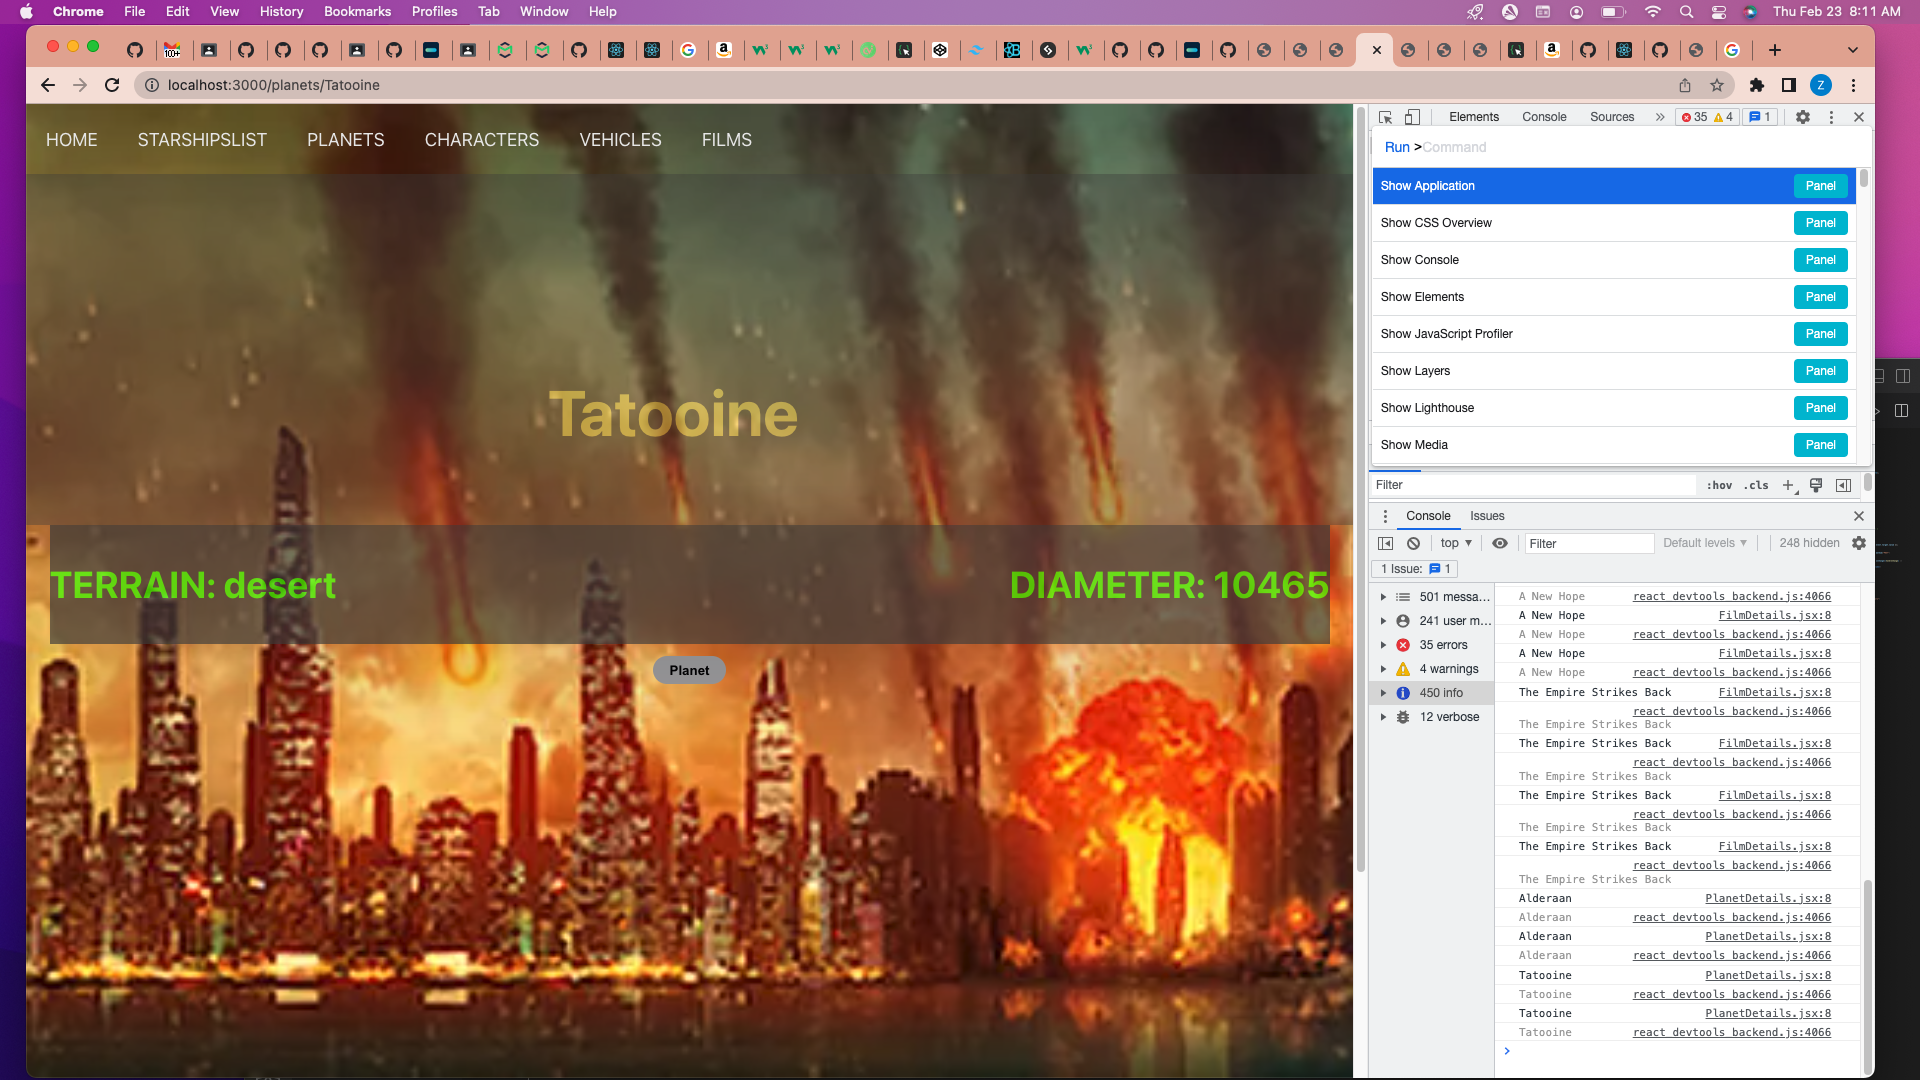 Chrome File Edit View History Bookmarks Profiles Tab Window Help
Thu Feb 23 8:11 AM
localhost:3000/planets/Tatooine
Z
HOME STARSHIPSLIST PLANETS CHARACTERS VEHICLES FILMS
Tatooine
TERRAIN: desert
DIAMETER: 10465
Planet
Elements Console Sources » 35 4 1
Run >Command
Show Application Panel
Show CSS Overview Panel
Show Console Panel
Show Elements Panel
Show JavaScript Profiler Panel
Show Layers Panel
Show Lighthouse Panel
Show Media Panel
Filter :hov .cls +
Console Issues
top ▼ Filter Default levels ▼ 248 hidden
1 Issue: 1
501 messa...
241 user m...
35 errors
4 warnings
450 info
12 verbose
A New Hope react_devtools_backend.js:4066
A New Hope FilmDetails.jsx:8
A New Hope react_devtools_backend.js:4066
A New Hope FilmDetails.jsx:8
A New Hope react_devtools_backend.js:4066
The Empire Strikes Back FilmDetails.jsx:8
react_devtools_backend.js:4066
The Empire Strikes Back
The Empire Strikes Back FilmDetails.jsx:8
react_devtools_backend.js:4066
The Empire Strikes Back
The Empire Strikes Back FilmDetails.jsx:8
react_devtools_backend.js:4066
The Empire Strikes Back
The Empire Strikes Back FilmDetails.jsx:8
react_devtools_backend.js:4066
The Empire Strikes Back
Alderaan PlanetDetails.jsx:8
Alderaan react_devtools_backend.js:4066
Alderaan PlanetDetails.jsx:8
Alderaan react_devtools_backend.js:4066
Tatooine PlanetDetails.jsx:8
Tatooine react_devtools_backend.js:4066
Tatooine PlanetDetails.jsx:8
Tatooine react_devtools_backend.js:4066